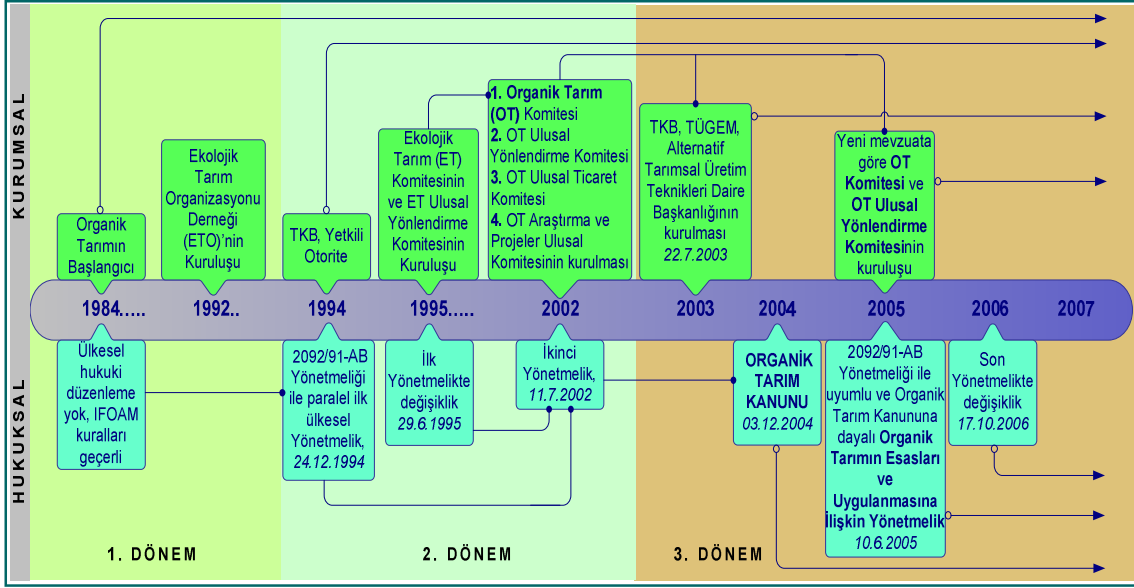 KURUMSAL
Organik
Tarımın
Başlangıcı
Ekolojik
Tarım
Organizasyonu
Derneği
(ETO)’nin
Kuruluşu
TKB, Yetkili
Otorite
Ekolojik
Tarım (ET)
Komitesinin
ve ET Ulusal
Yönlendirme
Komitesinin
Kuruluşu
1. Organik Tarım
(OT) Komitesi
2. OT Ulusal
Yönlendirme Komitesi
3. OT Ulusal Ticaret
Komitesi
4. OT Araştırma ve
Projeler Ulusal
Komitesinin kurulması
TKB, TÜGEM,
Alternatif
Tarımsal Üretim
Teknikleri Daire
Başkanlığının
kurulması
22.7.2003
Yeni mevzuata
göre OT
Komitesi ve
OT Ulusal
Yönlendirme
Komitesinin
kuruluşu
1984..... 1992.. 1994 1995..... 2002 2003 2004 2005 2006 2007
HUKUKSAL
Ülkesel
hukuki
düzenleme
yok, IFOAM
kuralları
geçerli
2092/91-AB
Yönetmeliği
ile paralel ilk
ülkesel
Yönetmelik,
24.12.1994
İlk
Yönetmelikte
değişiklik
29.6.1995
İkinci
Yönetmelik,
11.7.2002
ORGANİK
TARIM
KANUNU
03.12.2004
2092/91-AB
Yönetmeliği ile
uyumlu ve Organik
Tarım Kanununa
dayalı Organik
Tarımın Esasları
ve
Uygulanmasına
İlişkin Yönetmelik
10.6.2005
Son
Yönetmelikte
değişiklik
17.10.2006
1. DÖNEM
2. DÖNEM
3. DÖNEM